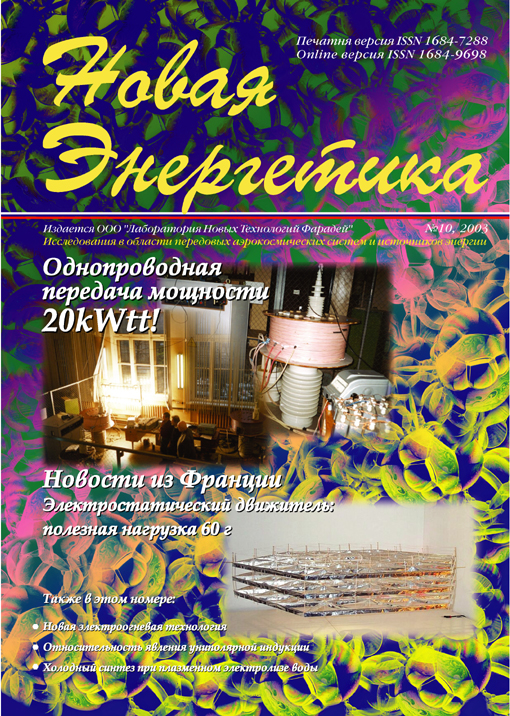 Печатня версия ISSN 1684-7288
Online версия ISSN 1684-9698
Новая
Энергетика
Издается ООО "Лаборатория Новых Технологий Фарадей"
№10, 2003
Исследования в области передовых аэрокосмических систем и источников энергии
Однопроводная
передача мощности
20kWtt!
Новости из Франции
Электростатический движитель:
полезная нагрузка 60 г
Также в этом номере:
• Новая электроогневая технология
• Относительность явления униполярной индукции
• Холодный синтез при плазменном электролизе воды